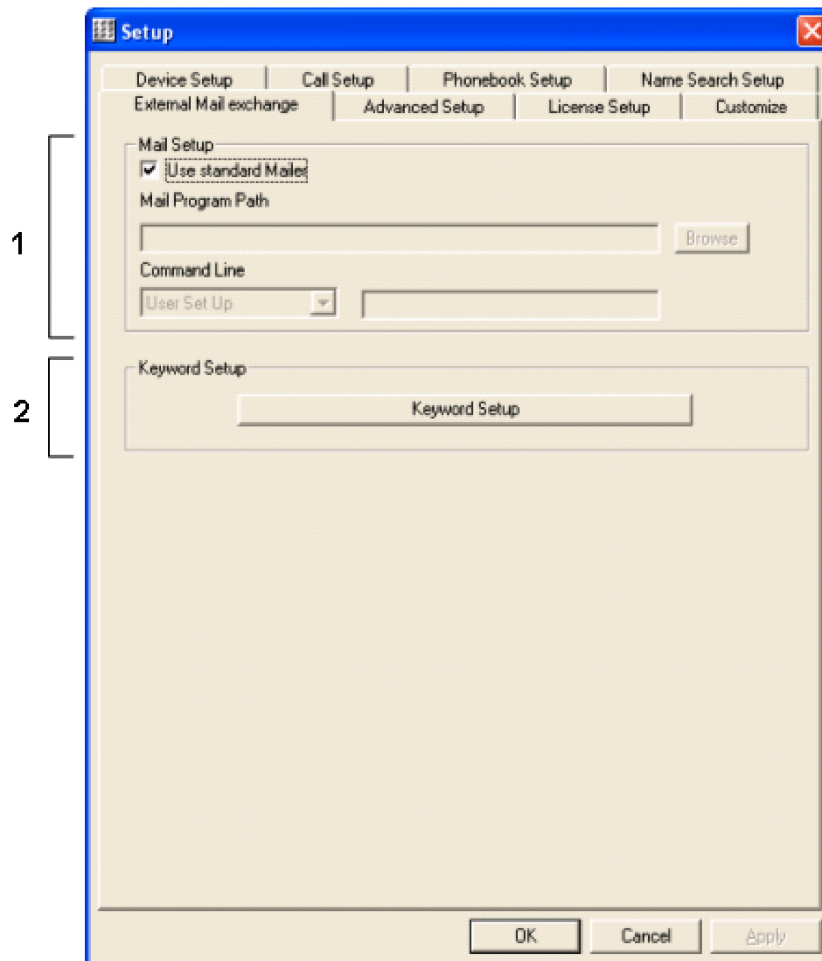 Setup
Device Setup Call Setup Phonebook Setup Name Search Setup
External Mail exchange Advanced Setup License Setup Customize
1
Mail Setup
Use standard Mailer
Mail Program Path
Browse
Command Line
User Set Up
2
Keyword Setup
Keyword Setup
OK Cancel Apply